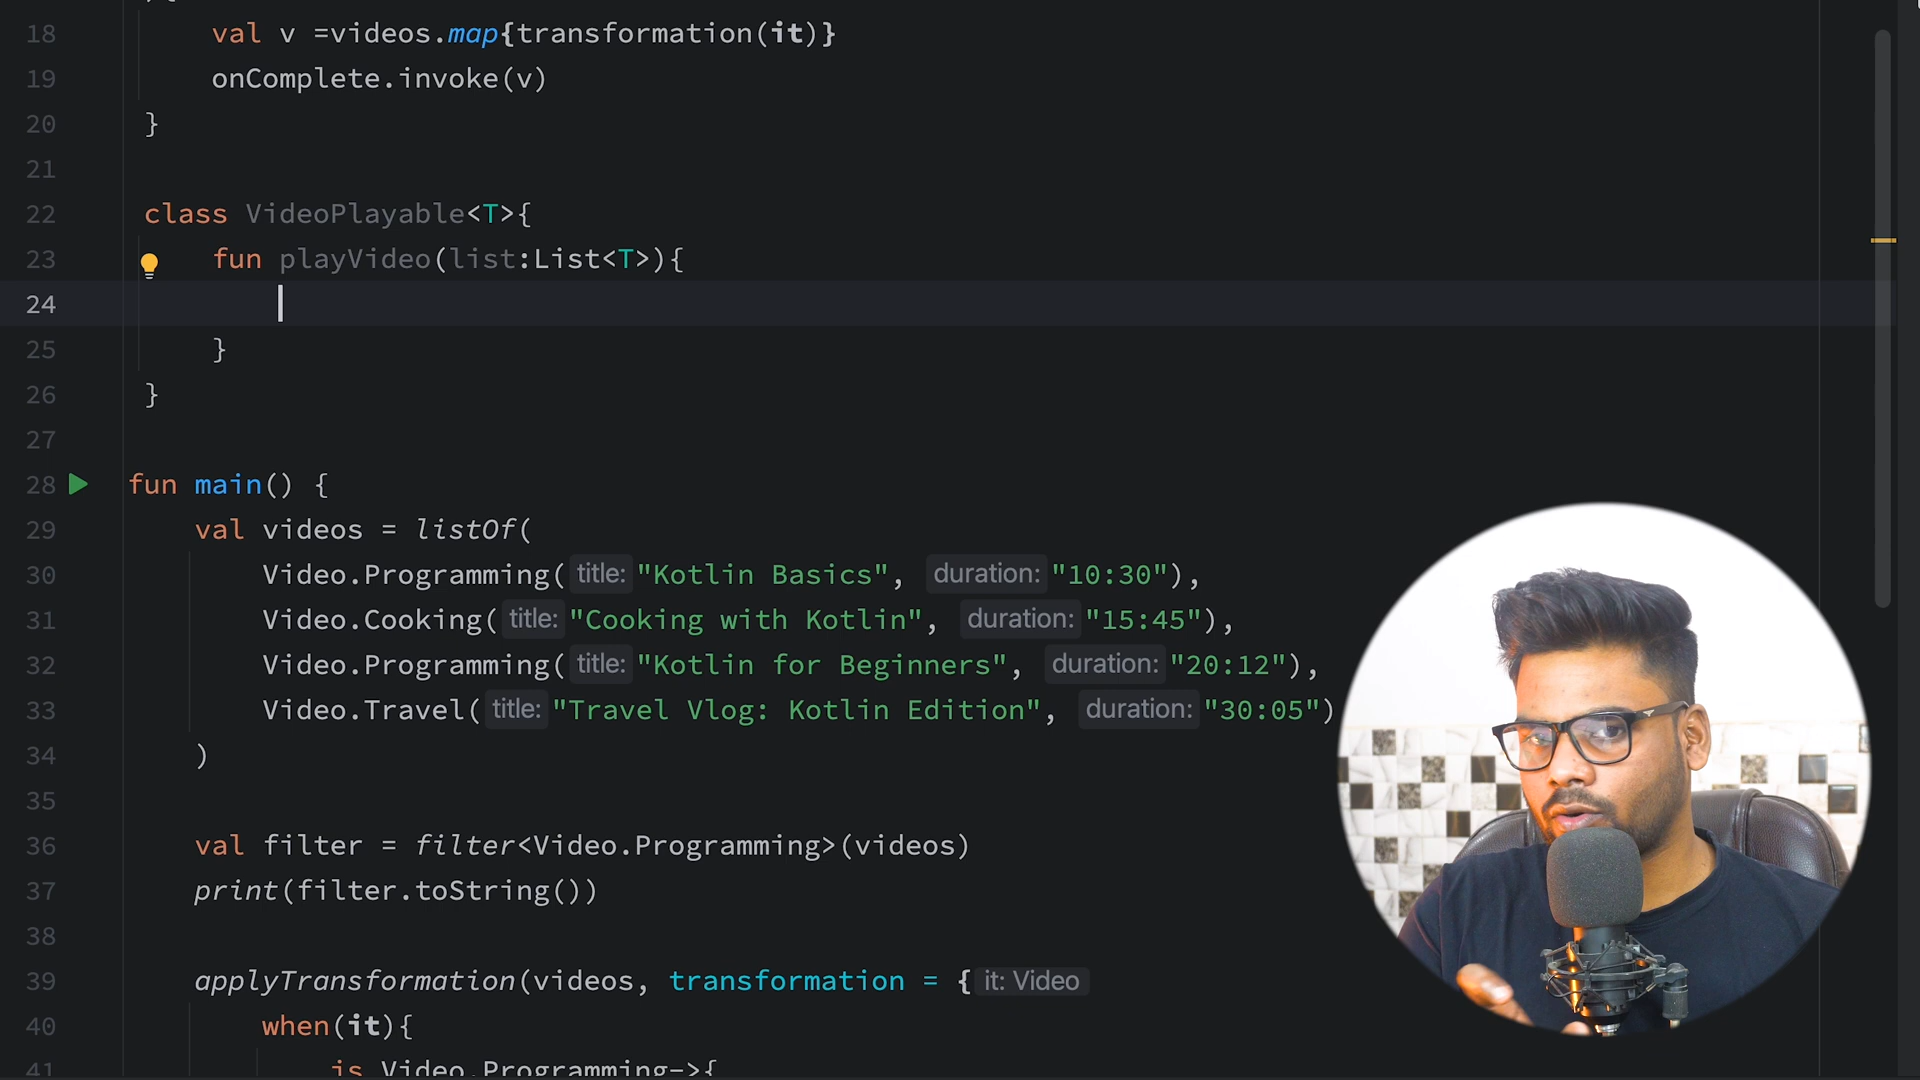 18 val v =videos.map{transformation(it)}
19 onComplete.invoke(v)
20 }
21
22 class VideoPlayable<T>{
23 fun playVideo(list:List<T>){
24
25 }
26 }
27
28 fun main() {
29 val videos = listOf(
30 Video.Programming( title: "Kotlin Basics", duration: "10:30"),
31 Video.Cooking( title: "Cooking with Kotlin", duration: "15:45"),
32 Video.Programming( title: "Kotlin for Beginners", duration: "20:12"),
33 Video.Travel( title: "Travel Vlog: Kotlin Edition", duration: "30:05")
34 )
35
36 val filter = filter<Video.Programming>(videos)
37 print(filter.toString())
38
39 applyTransformation(videos, transformation = { it: Video
40 when(it){
41 is Video.Programming->{